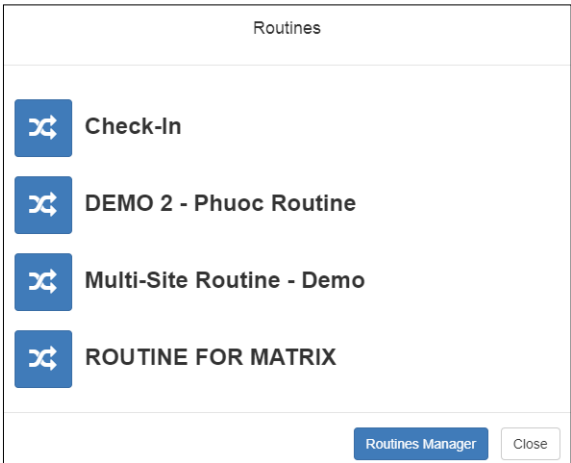 Routines
Check-In
DEMO 2 - Phuoc Routine
Multi-Site Routine - Demo
ROUTINE FOR MATRIX
Routines Manager
Close